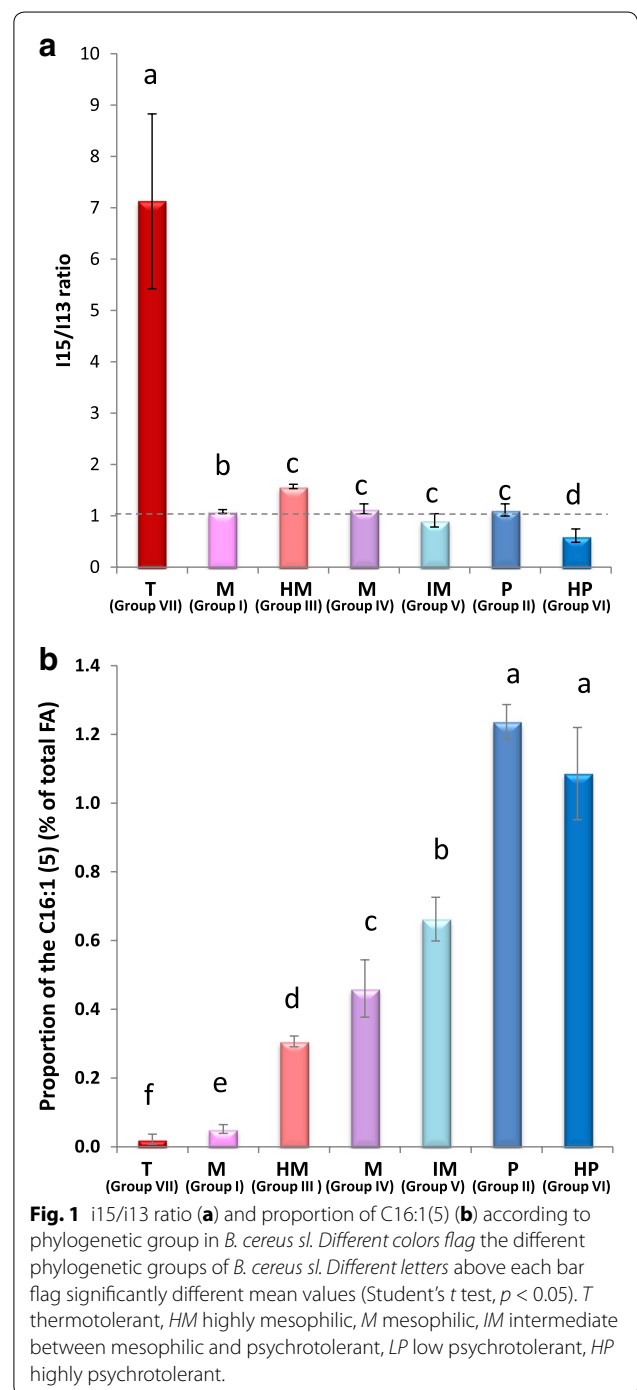 a
10
9
8
7
6
5
4
3
2
1
0
I15/I13 ratio
a
b
c
c
c
c
d
T M HM M IM P HP
(Group VII) (Group I) (Group III) (Group IV) (Group V) (Group II) (Group VI)
b
1.4
1.2
1.0
0.8
0.6
0.4
0.2
0.0
Proportion of the C16:1 (5) (% of total FA)
f
e
d
c
b
a
a
T M HM M IM P HP
(Group VII) (Group I) (Group III ) (Group IV) (Group V) (Group II) (Group VI)
Fig. 1 i15/i13 ratio (a) and proportion of C16:1(5) (b) according to
phylogenetic group in B. cereus sl. Different colors flag the different
phylogenetic groups of B. cereus sl. Different letters above each bar
flag significantly different mean values (Student’s t test, p < 0.05). T
thermotolerant, HM highly mesophilic, M mesophilic, IM intermediate
between mesophilic and psychrotolerant, LP low psychrotolerant, HP
highly psychrotolerant.